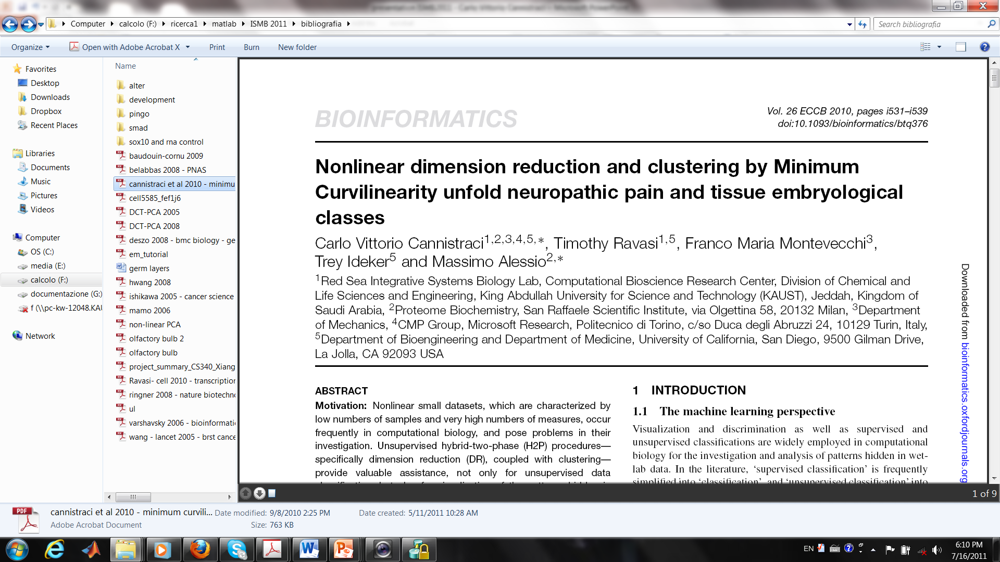 Computer calcolo (F:) ricerca1 matlab ISMB 2011 bibliografia
Search bibliografia
Organize Open with Adobe Acrobat X Print Burn New folder
Favorites
Desktop
Downloads
Dropbox
Recent Places
Libraries
Documents
Music
Pictures
Videos
Computer
OS (C:)
media (E:)
calcolo (F:)
documentazione (G:)
f (\\pc-kw-12048.KAU
Network
Name
alter
development
pingo
smad
sox10 and rna control
baudouin-cornu 2009
belabbas 2008 - PNAS
cannistraci et al 2010 - minimu
cell5585_fef1j6
DCT-PCA 2005
DCT-PCA 2008
deszo 2008 - bmc biology - ge
em_tutorial
germ layers
hwang 2008
ishikawa 2005 - cancer science
mamo 2006
non-linear PCA
olfactory bulb 2
olfactory bulb
project_summary_CS340_Xiang
Ravasi- cell 2010 - transcription
ringner 2008 - nature biotechno
ul
varshavsky 2006 - bioinformati
wang - lancet 2005 - brst cance
BIOINFORMATICS
Vol. 26 ECCB 2010, pages i531–i539
doi:10.1093/bioinformatics/btq376
Nonlinear dimension reduction and clustering by Minimum
Curvilinearity unfold neuropathic pain and tissue embryological
classes
Carlo Vittorio Cannistraci1,2,3,4,5,*, Timothy Ravasi1,5, Franco Maria Montevecchi3,
Trey Ideker5 and Massimo Alessio2,*
1Red Sea Integrative Systems Biology Lab, Computational Bioscience Research Center, Division of Chemical and
Life Sciences and Engineering, King Abdullah University for Science and Technology (KAUST), Jeddah, Kingdom of
Saudi Arabia, 2Proteome Biochemistry, San Raffaele Scientific Institute, via Olgettina 58, 20132 Milan, 3Department
of Mechanics, 4CMP Group, Microsoft Research, Politecnico di Torino, c/so Duca degli Abruzzi 24, 10129 Turin, Italy,
5Department of Bioengineering and Department of Medicine, University of California, San Diego, 9500 Gilman Drive,
La Jolla, CA 92093 USA
ABSTRACT
Motivation: Nonlinear small datasets, which are characterized by
low numbers of samples and very high numbers of measures, occur
frequently in computational biology, and pose problems in their
investigation. Unsupervised hybrid-two-phase (H2P) procedures—
specifically dimension reduction (DR), coupled with clustering—
provide valuable assistance, not only for unsupervised data
1 INTRODUCTION
1.1 The machine learning perspective
Visualization and discrimination as well as supervised and
unsupervised classifications are widely employed in computational
biology for the investigation and analysis of patterns hidden in wet-
lab data. In the literature, ‘supervised classification’ is frequently
simplified into ‘classification’, and ‘unsupervised classification’ into
Downloaded from bioinformatics.oxfordjournals.org
1 of 9
cannistraci et al 2010 - minimum curvili... Date modified: 9/8/2010 2:25 PM Date created: 5/11/2011 10:28 AM
Adobe Acrobat Document Size: 763 KB
EN
6:10 PM
7/16/2011